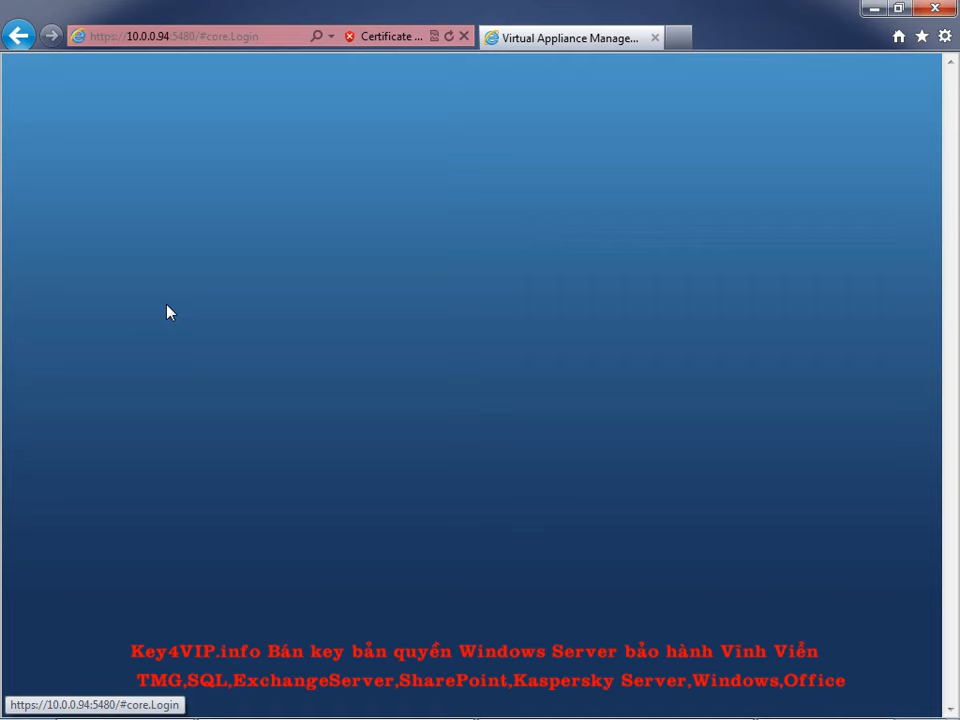 https://10.0.0.94:5480/#core.Login
Certificate ...
Virtual Appliance Manage...
Key4VIP.info Bán key bản quyền Windows Server bảo hành Vĩnh Viễn
TMG,SQL,ExchangeServer,SharePoint,Kaspersky Server,Windows,Office
https://10.0.0.94:5480/#core.Login